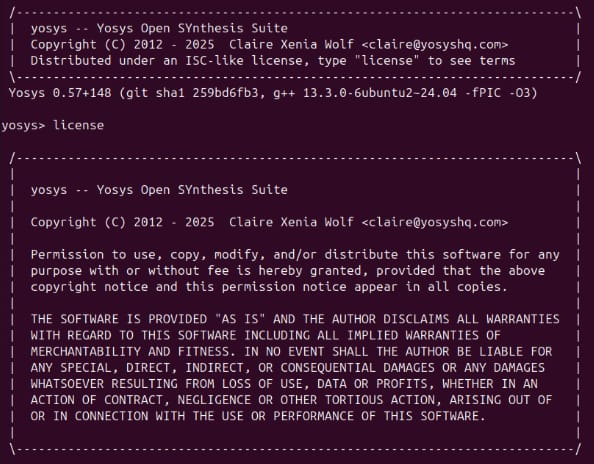 /----------------------------------------------------------------------------\
|  yosys -- Yosys Open SYnthesis Suite                                       |
|  Copyright (C) 2012 - 2025  Claire Xenia Wolf <claire@yosyshq.com>         |
|  Distributed under an ISC-like license, type "license" to see terms        |
\----------------------------------------------------------------------------/
Yosys 0.57+148 (git sha1 259bd6fb3, g++ 13.3.0-6ubuntu2~24.04 -fPIC -O3)
yosys> license
/----------------------------------------------------------------------------\
|                                                                            |
|  yosys -- Yosys Open SYnthesis Suite                                       |
|                                                                            |
|  Copyright (C) 2012 - 2025  Claire Xenia Wolf <claire@yosyshq.com>         |
|                                                                            |
|  Permission to use, copy, modify, and/or distribute this software for any  |
|  purpose with or without fee is hereby granted, provided that the above    |
|  copyright notice and this permission notice appear in all copies.         |
|                                                                            |
|  THE SOFTWARE IS PROVIDED "AS IS" AND THE AUTHOR DISCLAIMS ALL WARRANTIES  |
|  WITH REGARD TO THIS SOFTWARE INCLUDING ALL IMPLIED WARRANTIES OF          |
|  MERCHANTABILITY AND FITNESS. IN NO EVENT SHALL THE AUTHOR BE LIABLE FOR   |
|  ANY SPECIAL, DIRECT, INDIRECT, OR CONSEQUENTIAL DAMAGES OR ANY DAMAGES    |
|  WHATSOEVER RESULTING FROM LOSS OF USE, DATA OR PROFITS, WHETHER IN AN     |
|  ACTION OF CONTRACT, NEGLIGENCE OR OTHER TORTIOUS ACTION, ARISING OUT OF   |
|  OR IN CONNECTION WITH THE USE OR PERFORMANCE OF THIS SOFTWARE.            |
|                                                                            |
\----------------------------------------------------------------------------/